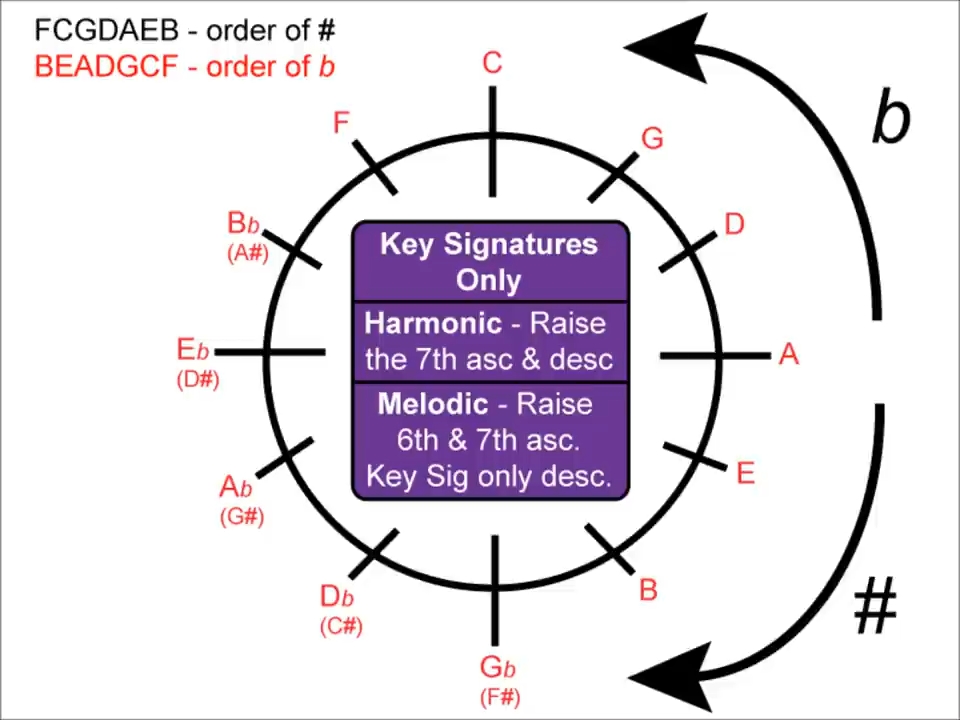 FCGDAEB - order of #
BEADGCF - order of b
C
F
G
b
Bb
(A#)
D
Key Signatures
Only
Harmonic - Raise
the 7th asc & desc
Eb
(D#)
A
Melodic - Raise
6th & 7th asc.
Key Sig only desc.
Ab
(G#)
E
Db
(C#)
B
#
Gb
(F#)